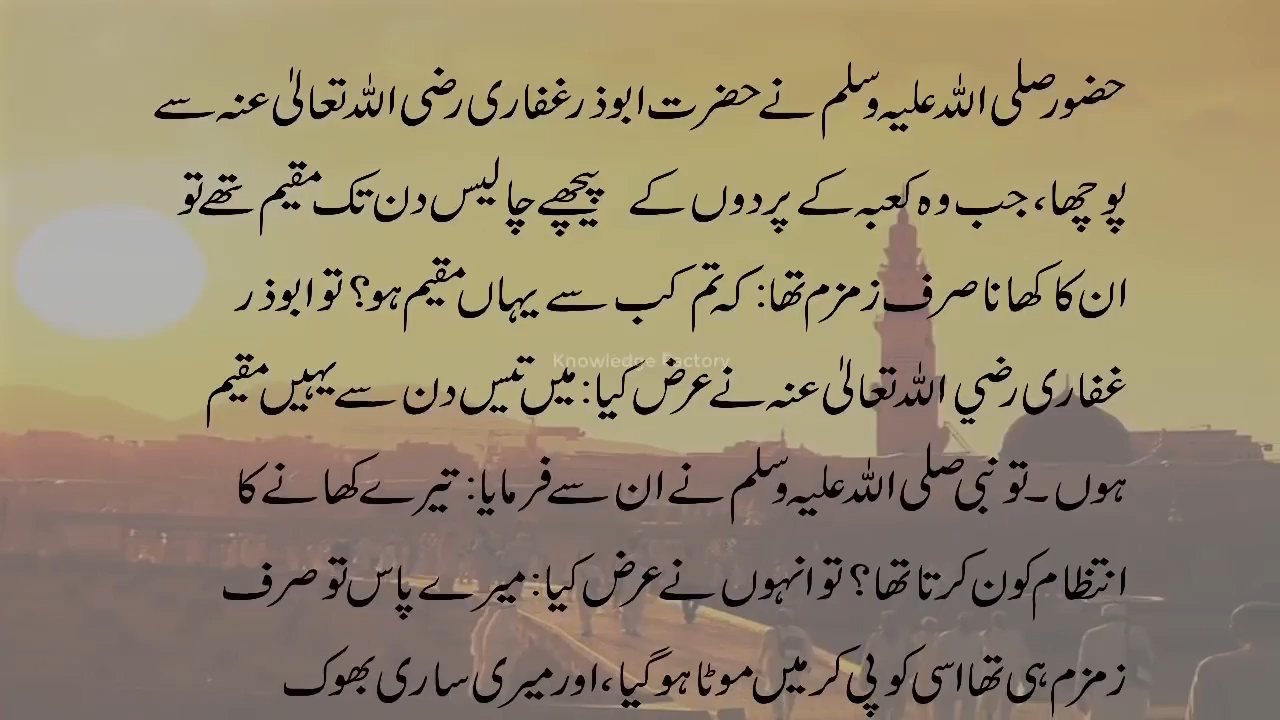 حضور صلی اللہ علیہ وسلم نے حضرت ابوذر غفاری رضی اللہ تعالیٰ عنہ سے
پوچھا، جب وہ کعبہ کے پردوں کے پیچھے چالیس دن تک مقیم تھے تو
ان کا کھانا صرف زمزم تھا: کہ تم کب سے یہاں مقیم ہو؟ تو ابوذر
Knowledge Factory
غفاری رضي اللہ تعالیٰ عنہ نے عرض کیا: میں تیس دن سے یہیں مقیم
ہوں۔ تو نبی صلی اللہ علیہ وسلم نے ان سے فرمایا: تیرے کھانے کا
انتظام کون کرتا تھا؟ تو انہوں نے عرض کیا: میرے پاس تو صرف
زمزم ہی تھا اسی کو پی کر میں موٹا ہو گیا، اور میری ساری بھوک